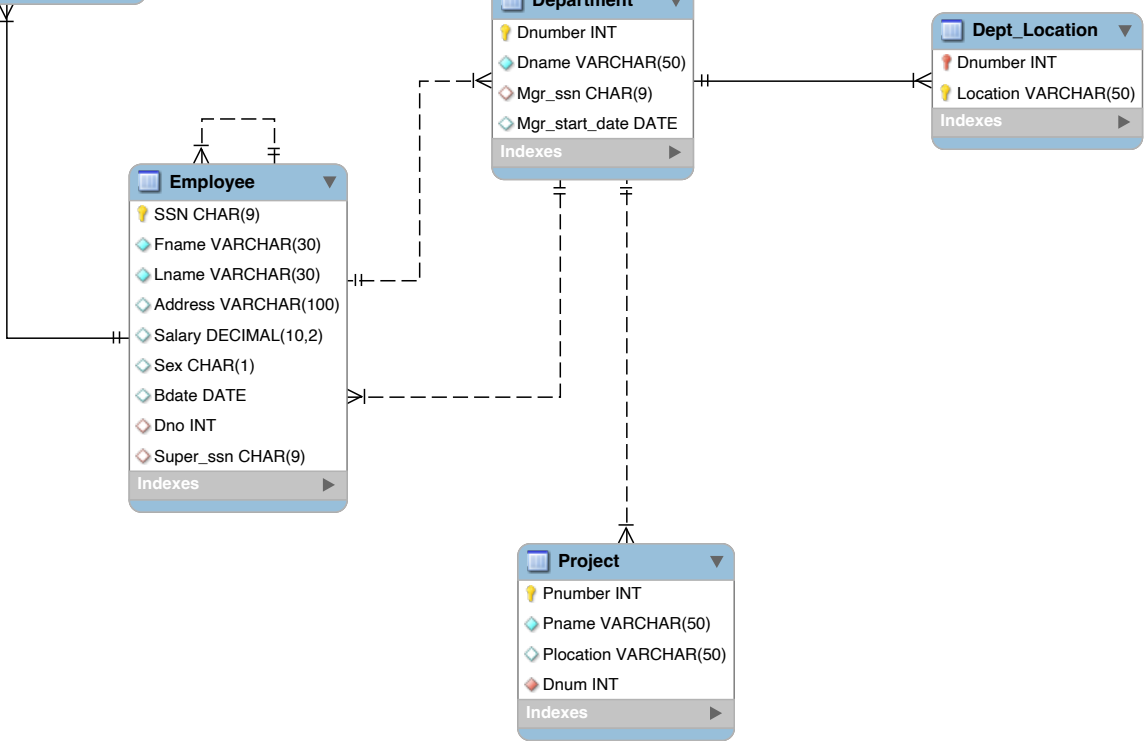 Department
Dnumber INT
Dname VARCHAR(50)
Mgr_ssn CHAR(9)
Mgr_start_date DATE
Indexes
Dept_Location
Dnumber INT
Location VARCHAR(50)
Indexes
Employee
SSN CHAR(9)
Fname VARCHAR(30)
Lname VARCHAR(30)
Address VARCHAR(100)
Salary DECIMAL(10,2)
Sex CHAR(1)
Bdate DATE
Dno INT
Super_ssn CHAR(9)
Indexes
Project
Pnumber INT
Pname VARCHAR(50)
Plocation VARCHAR(50)
Dnum INT
Indexes